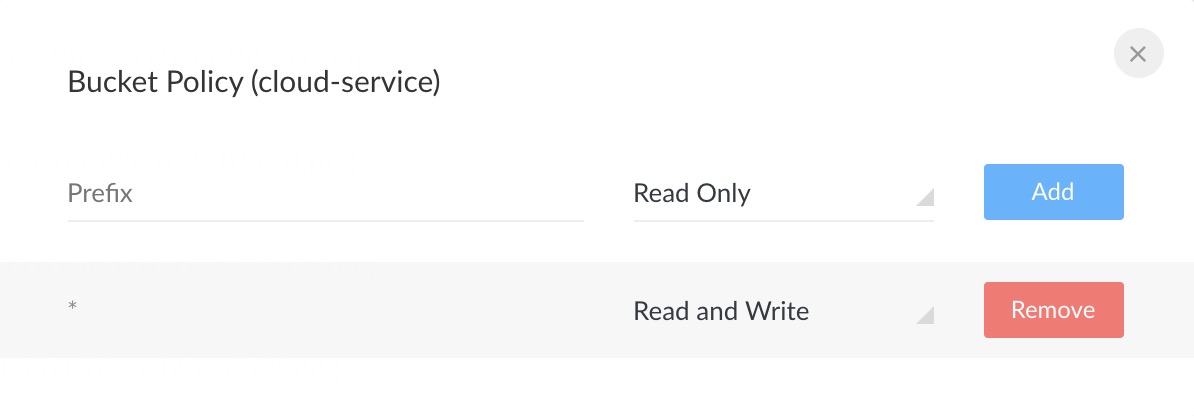 Bucket Policy (cloud-service)
Prefix Read Only Add
* Read and Write Remove